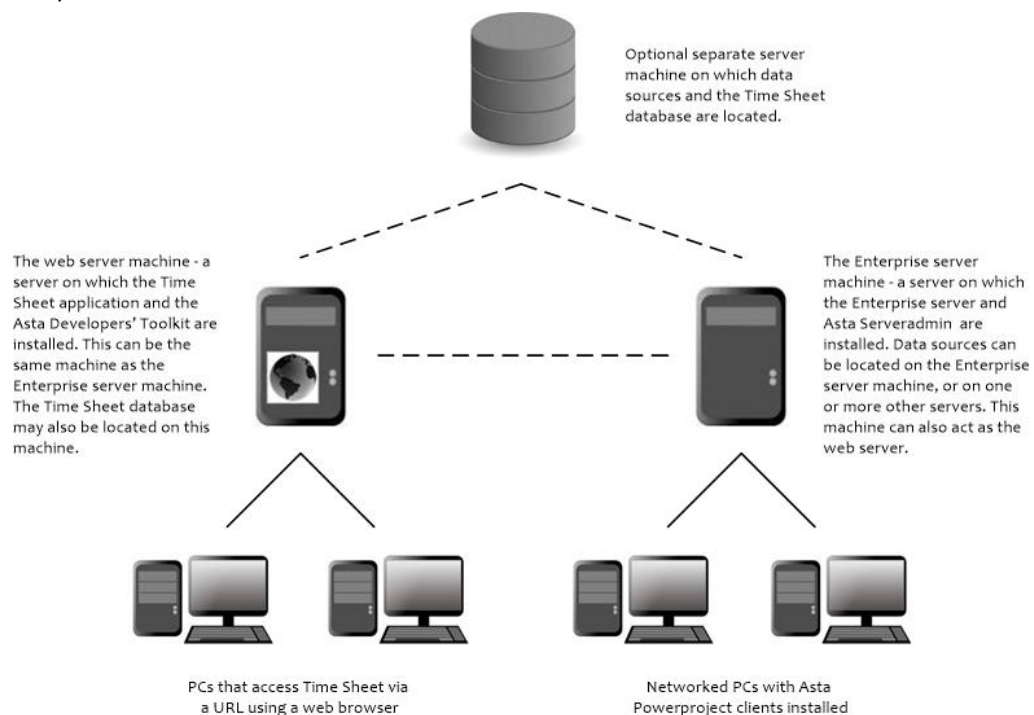 Optional separate server
machine on which data
sources and the Time Sheet
database are located.
The web server machine - a
server on which the Time
Sheet application and the
Asta Developers’ Toolkit are
installed. This can be the
same machine as the
Enterprise server machine.
The Time Sheet database
may also be located on this
machine.
The Enterprise server
machine - a server on which
the Enterprise server and
Asta Serveradmin are
installed. Data sources can
be located on the Enterprise
server machine, or on one
or more other servers. This
machine can also act as the
web server.
PCs that access Time Sheet via
a URL using a web browser
Networked PCs with Asta
Powerproject clients installed